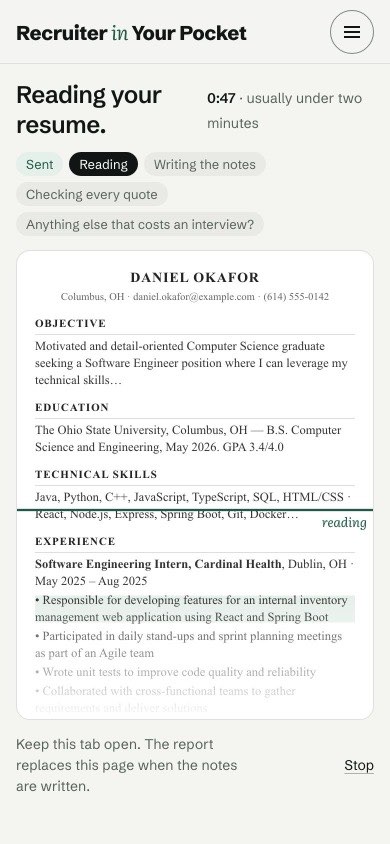 Recruiter in Your Pocket
Reading your resume.
0:47 · usually under two minutes
Sent
Reading
Writing the notes
Checking every quote
Anything else that costs an interview?
DANIEL OKAFOR
Columbus, OH · daniel.okafor@example.com · (614) 555-0142
OBJECTIVE
Motivated and detail-oriented Computer Science graduate
seeking a Software Engineer position where I can leverage my
technical skills…
EDUCATION
The Ohio State University, Columbus, OH — B.S. Computer
Science and Engineering, May 2026. GPA 3.4/4.0
TECHNICAL SKILLS
Java, Python, C++, JavaScript, TypeScript, SQL, HTML/CSS ·
React, Node.js, Express, Spring Boot, Git, Docker…
reading
EXPERIENCE
Software Engineering Intern, Cardinal Health, Dublin, OH ·
May 2025 – Aug 2025
• Responsible for developing features for an internal inventory
management web application using React and Spring Boot
• Participated in daily stand-ups and sprint planning meetings
as part of an Agile team
• Wrote unit tests to improve code quality and reliability
• Collaborated with cross-functional teams to gather
requirements and deliver solutions
Keep this tab open. The report
replaces this page when the notes
are written.
Stop